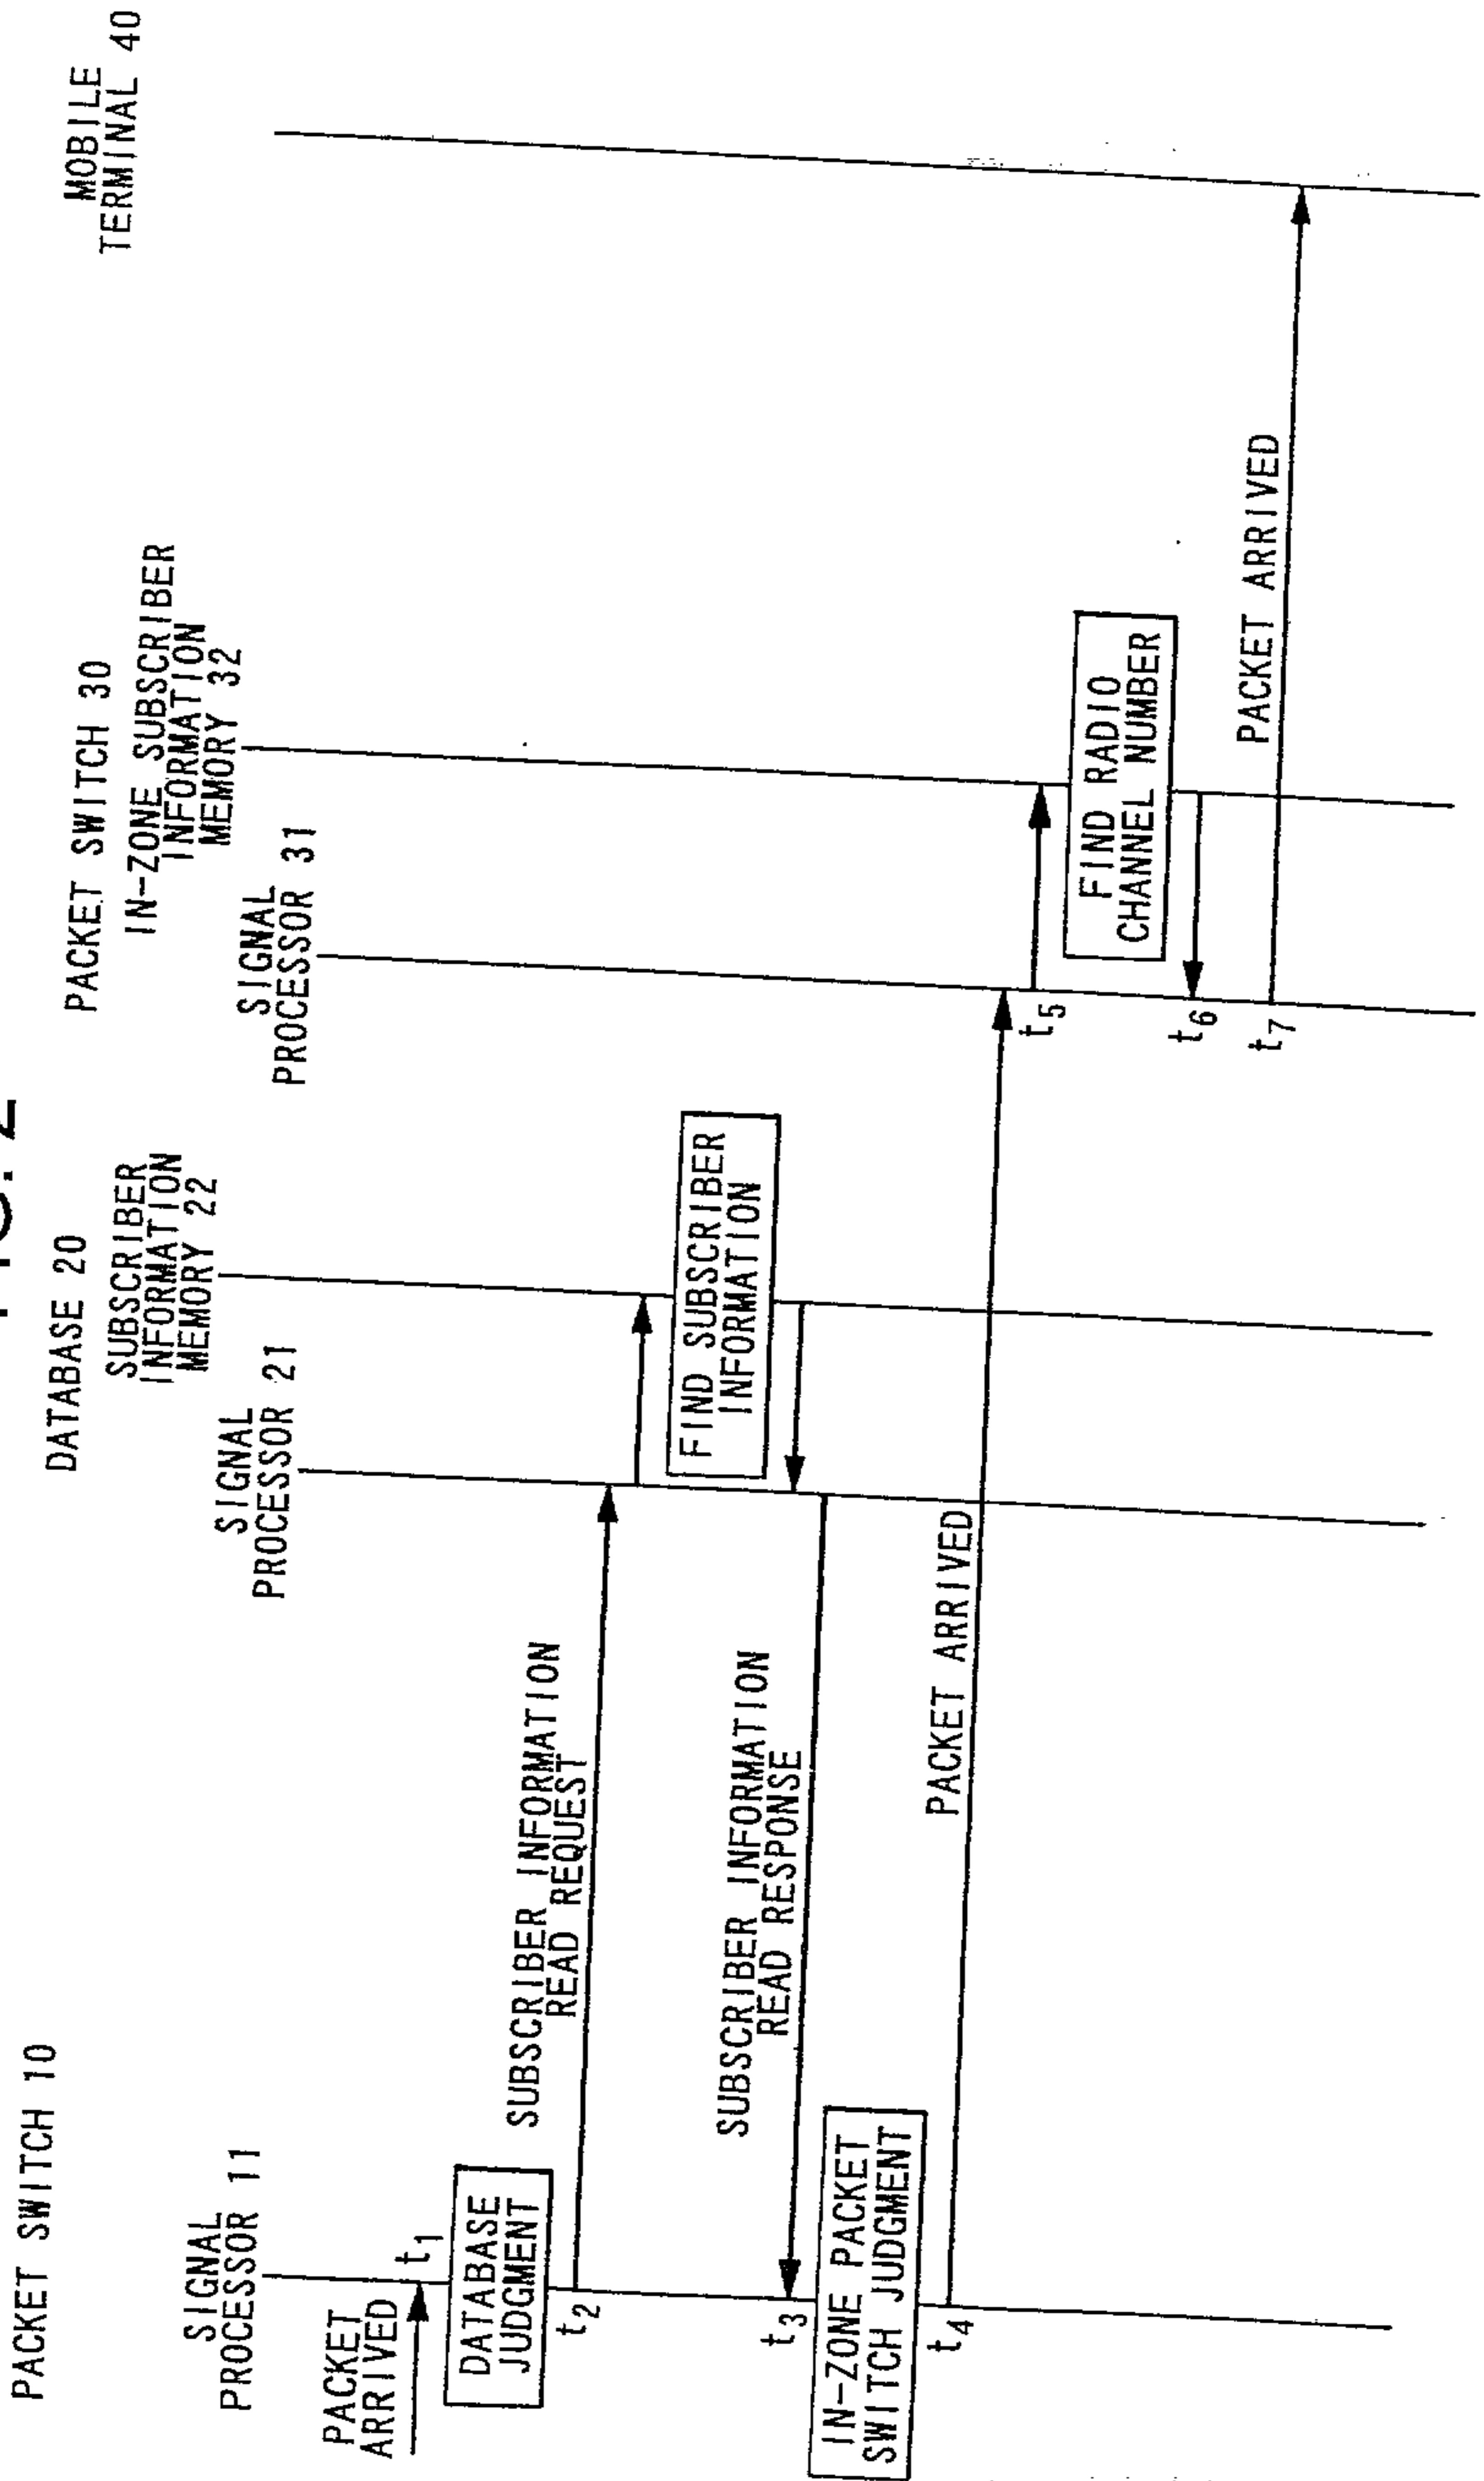 FIG. 2
PACKET SWITCH 10
DATABASE 20
PACKET SWITCH 30
MOBILE
TERMINAL 40
SIGNAL
PROCESSOR 11
SIGNAL
PROCESSOR 21
SUBSCRIBER
INFORMATION
MEMORY 22
SIGNAL
PROCESSOR 31
IN-ZONE SUBSCRIBER
INFORMATION
MEMORY 32
PACKET
ARRIVED
t1
DATABASE
JUDGMENT
t2
SUBSCRIBER INFORMATION
READ REQUEST
FIND SUBSCRIBER
INFORMATION
SUBSCRIBER INFORMATION
READ RESPONSE
t3
IN-ZONE PACKET
SWITCH JUDGMENT
t4
PACKET ARRIVED
t5
FIND RADIO
CHANNEL NUMBER
t6
t7
PACKET ARRIVED